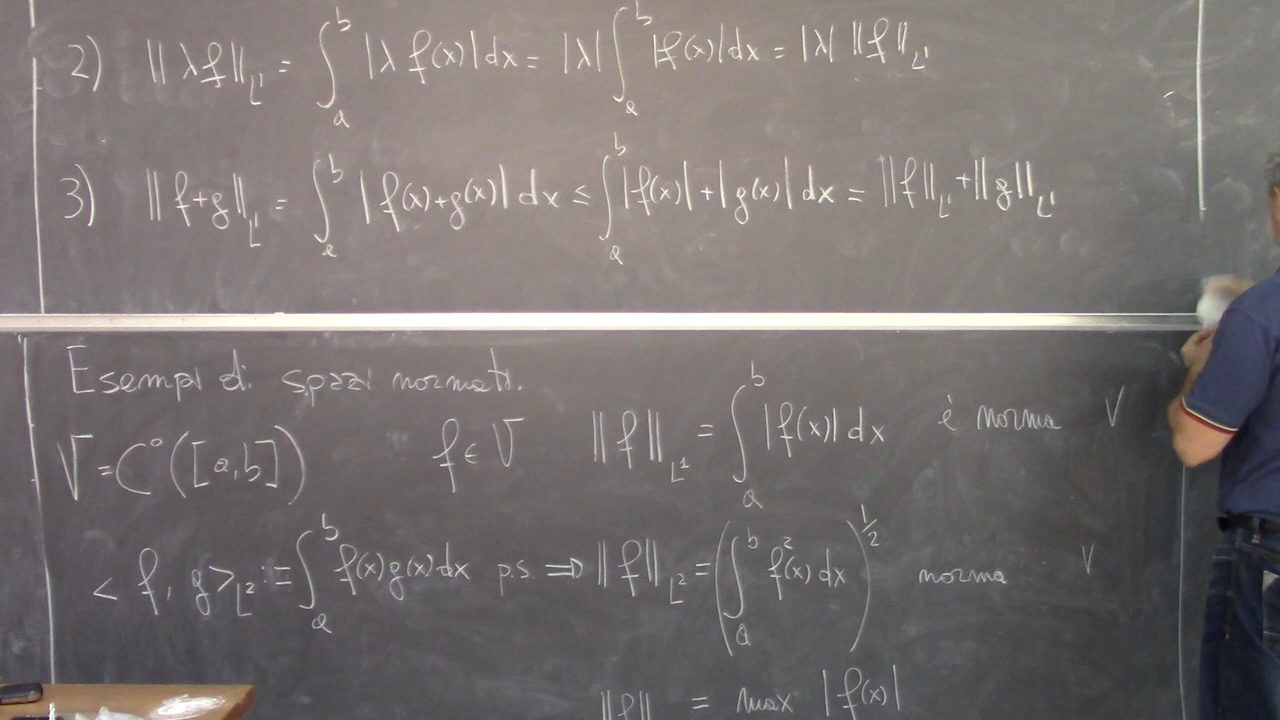 2) ‖λf‖_{L¹} = ∫_a^b |λ f(x)| dx = |λ| ∫_a^b |f(x)| dx = |λ| ‖f‖_{L¹}
3) ‖f+g‖_{L¹} = ∫_a^b |f(x)+g(x)| dx ≤ ∫_a^b |f(x)|+|g(x)| dx = ‖f‖_{L¹} + ‖g‖_{L¹}
Esempi di spazi normati.
V = C°([a,b]) f ∈ V ‖f‖_{L¹} = ∫_a^b |f(x)| dx è norma V
<f, g>_{L²} := ∫_a^b f(x)g(x) dx p.s. ⇒ ‖f‖_{L²} = (∫_a^b f²(x) dx)^{1/2} norma V
‖f‖ = max |f(x)|